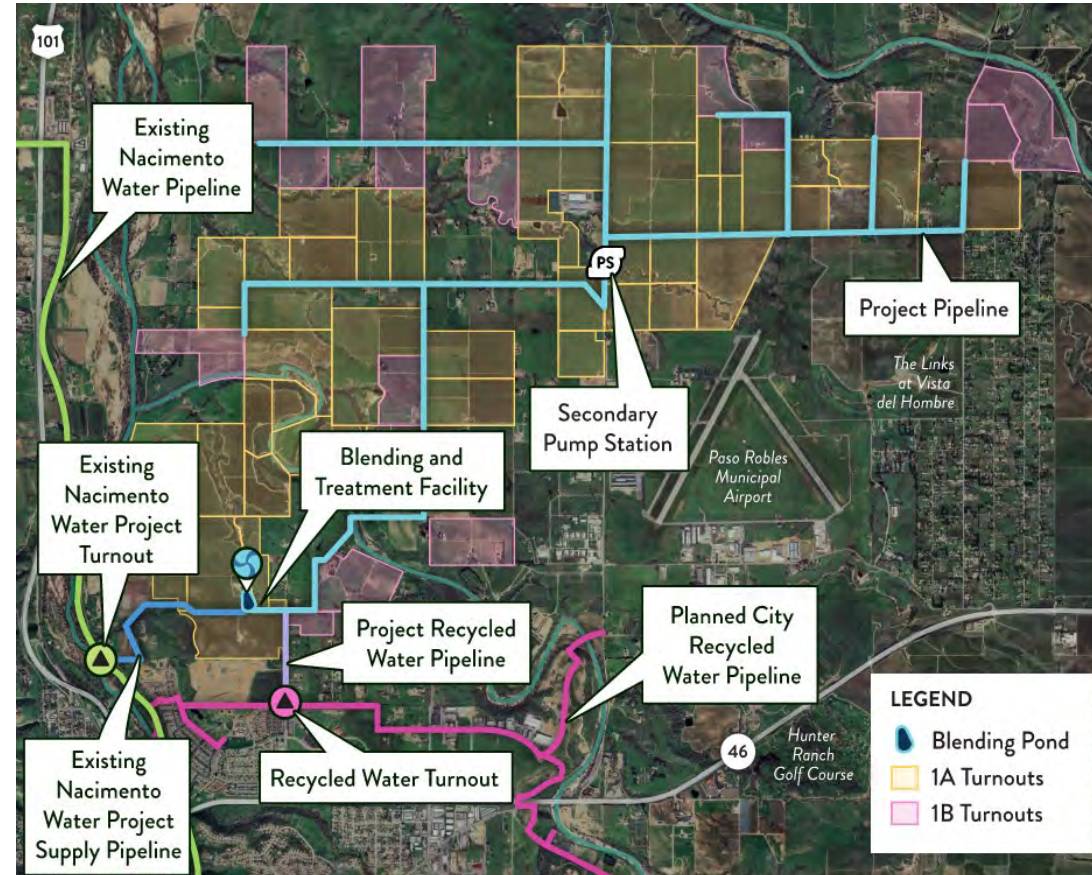 101
Existing
Nacimento
Water Pipeline
PS
Project Pipeline
The Links
at Vista
del Hombre
Secondary
Pump Station
Paso Robles
Municipal
Airport
Existing
Nacimento
Water Project
Turnout
Blending and
Treatment Facility
Project Recycled
Water Pipeline
Planned City
Recycled
Water Pipeline
Existing
Nacimento
Water Project
Supply Pipeline
Recycled Water Turnout
46
Hunter
Ranch
Golf Course
LEGEND
Blending Pond
1A Turnouts
1B Turnouts